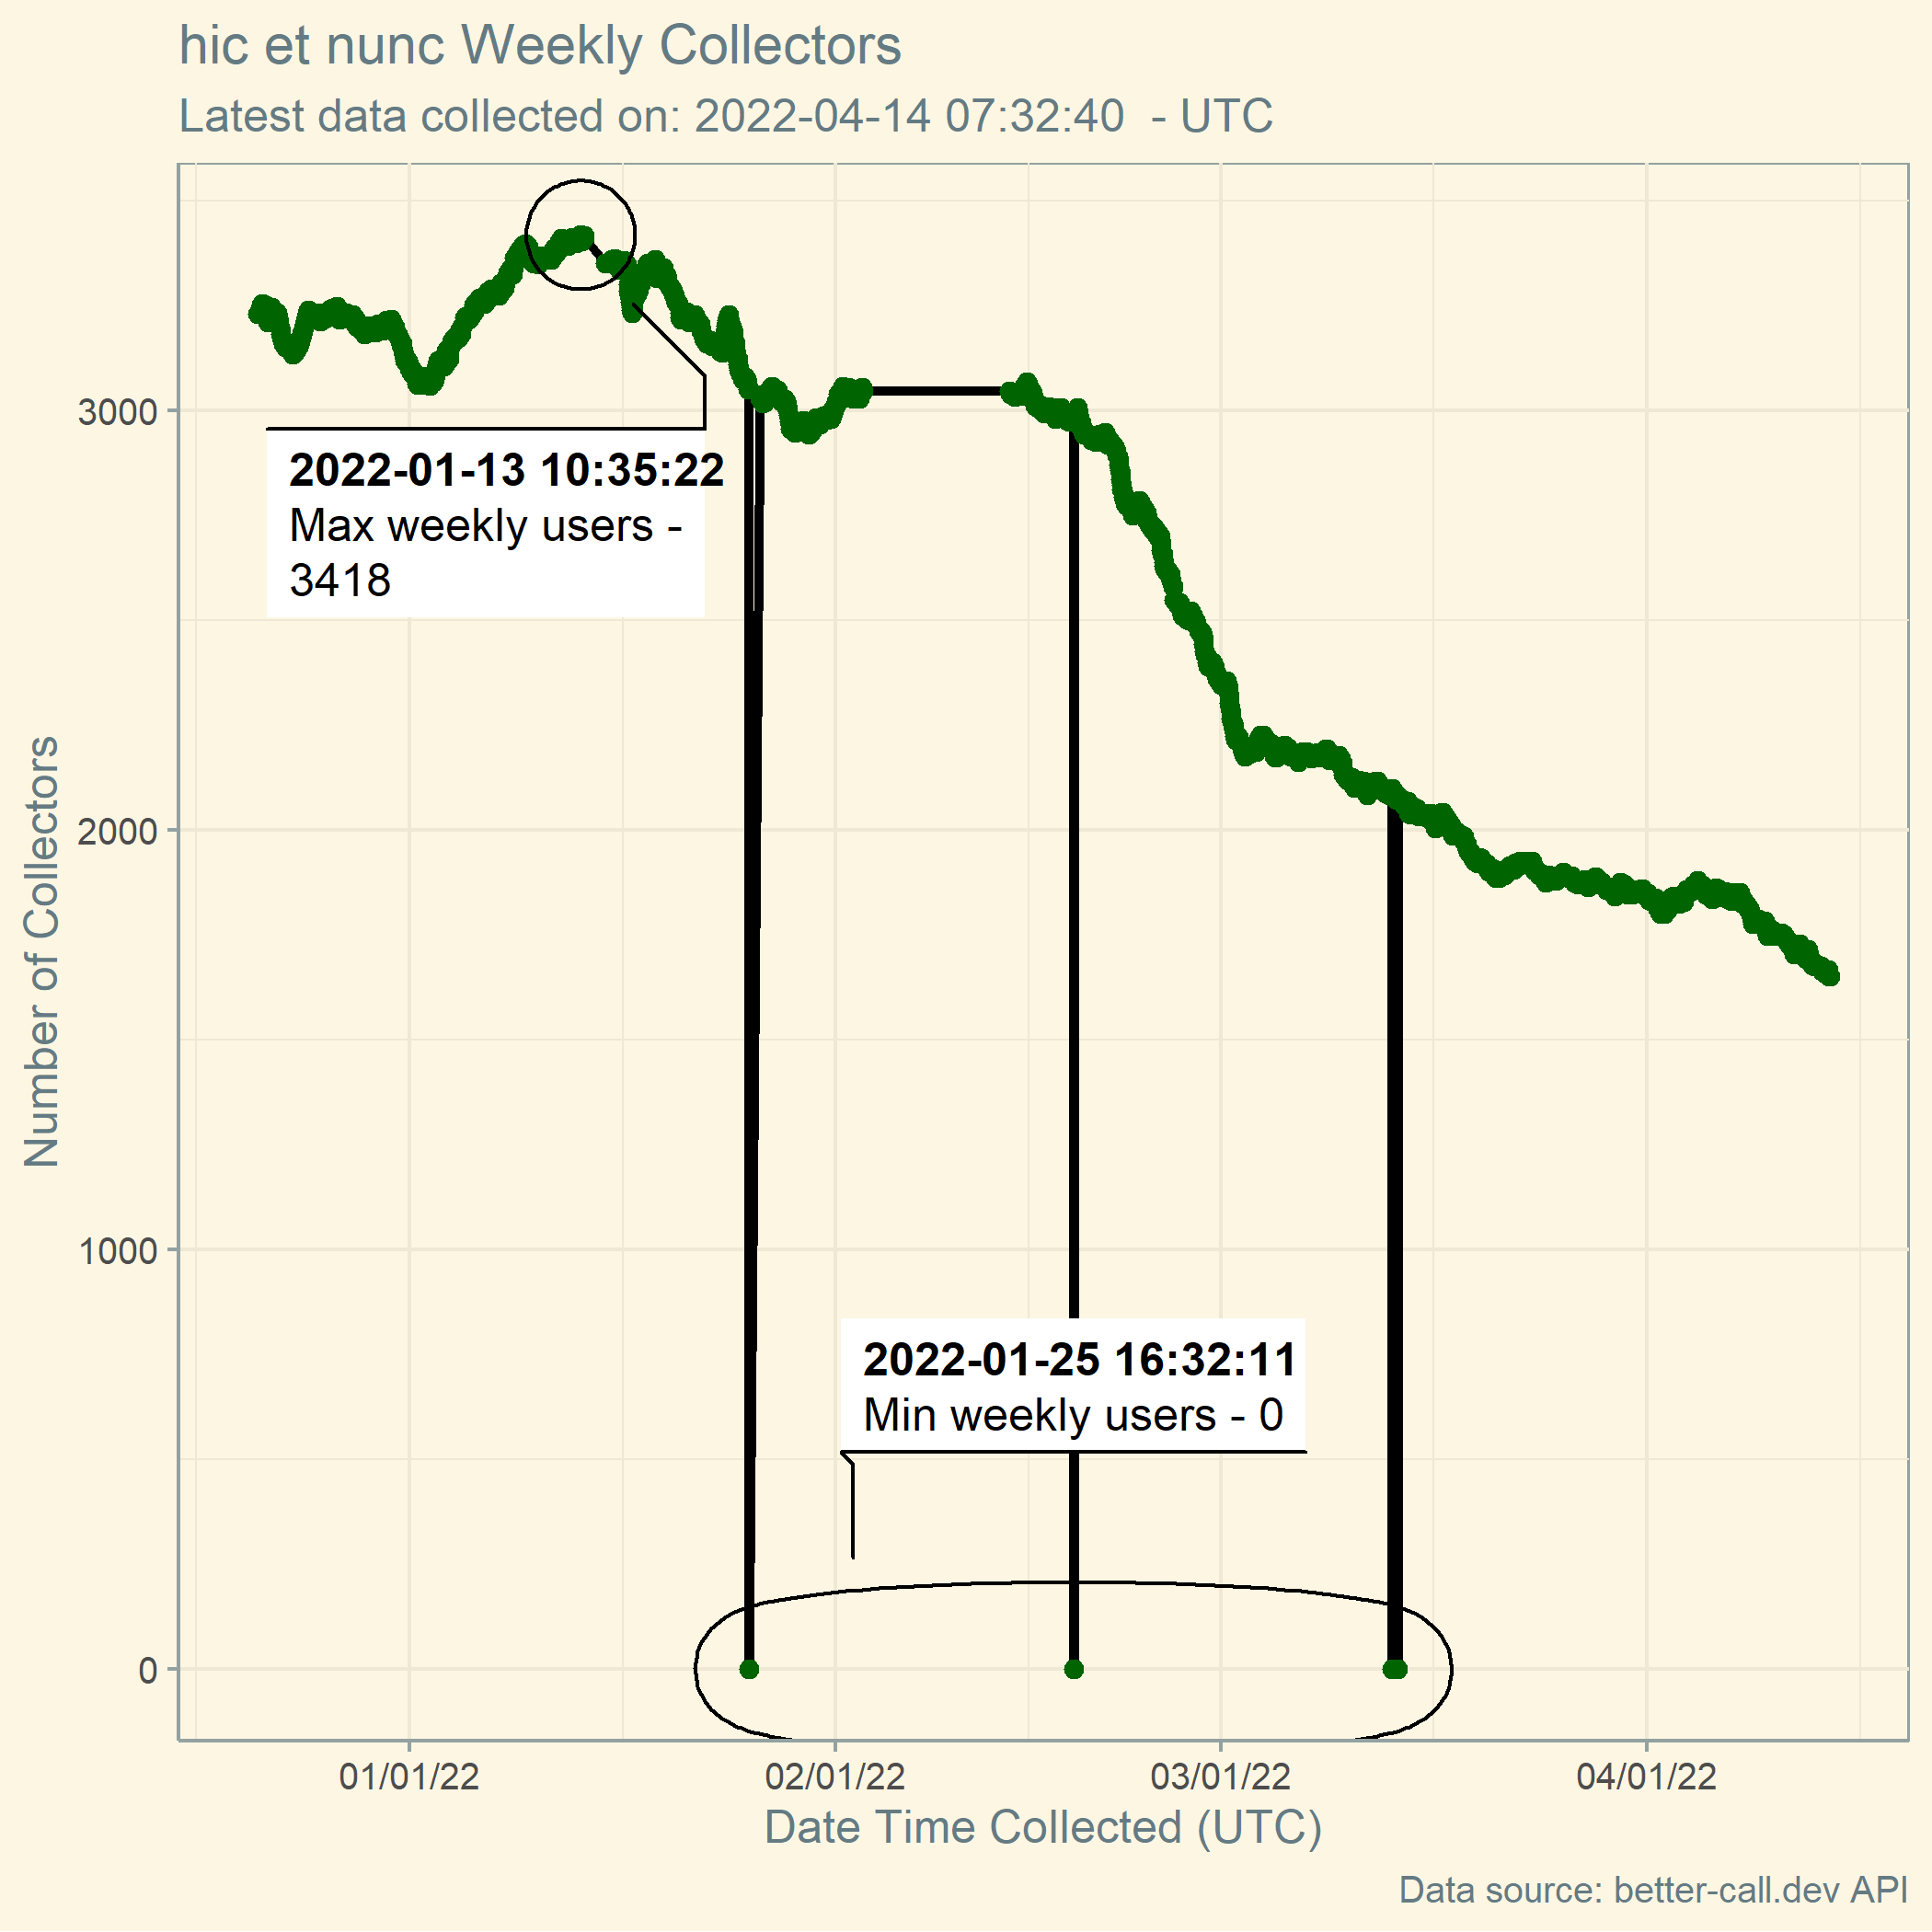 hic et nunc Weekly Collectors
Latest data collected on: 2022-04-14 07:32:40  - UTC
Number of Collectors
3000
2000
1000
0
2022-01-13 10:35:22
Max weekly users -
3418
2022-01-25 16:32:11
Min weekly users - 0
01/01/22
02/01/22
03/01/22
04/01/22
Date Time Collected (UTC)
Data source: better-call.dev API